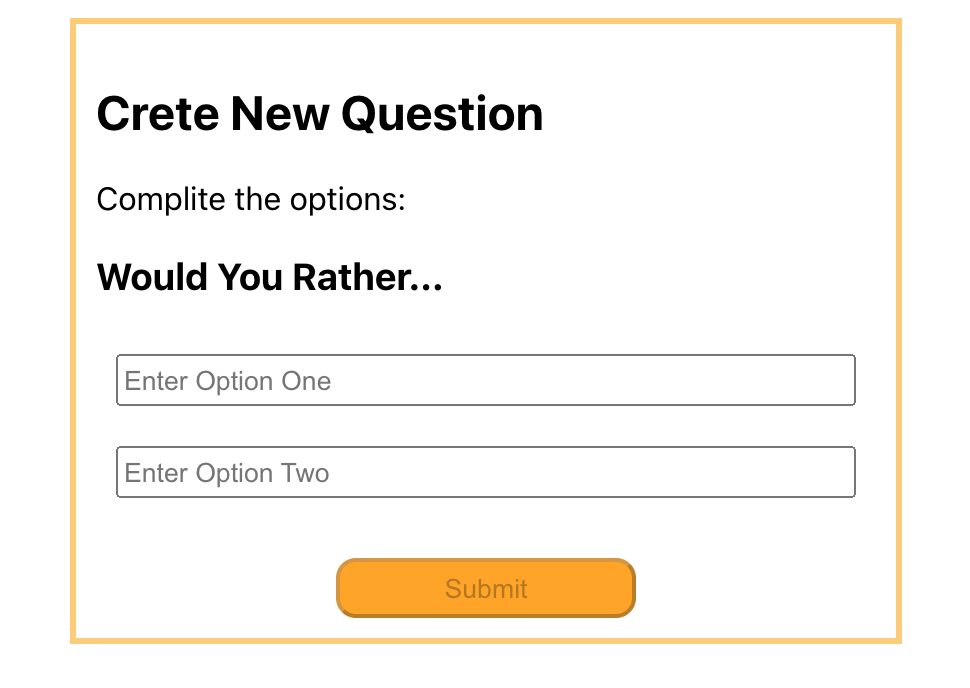 Crete New Question
Complite the options:
Would You Rather...
Enter Option One
Enter Option Two
Submit